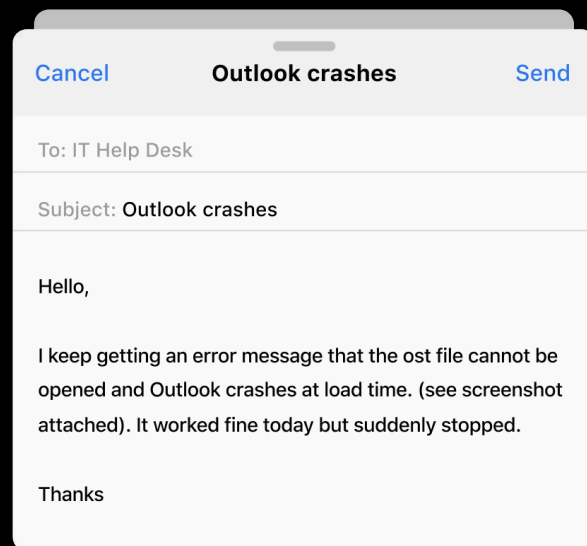 Cancel Outlook crashes Send
To: IT Help Desk
Subject: Outlook crashes
Hello,
I keep getting an error message that the ost file cannot be
opened and Outlook crashes at load time. (see screenshot
attached). It worked fine today but suddenly stopped.
Thanks